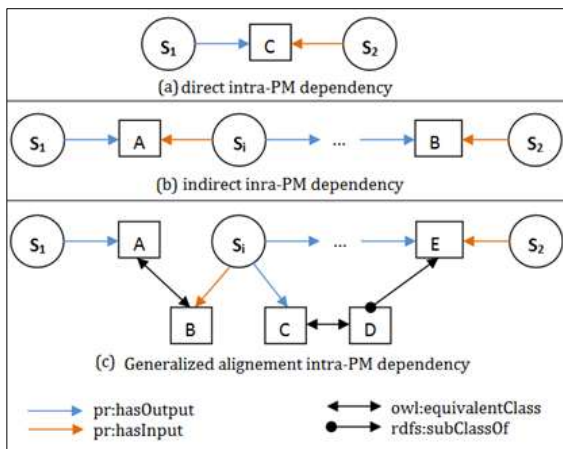 S1 C S2
(a) direct intra-PM dependency
S1 A Si ... B S2
(b) indirect inra-PM dependency
S1 A Si ... E S2
B C D
(c) Generalized alignement intra-PM dependency
pr:hasOutput owl:equivalentClass
pr:hasInput rdfs:subClassOf